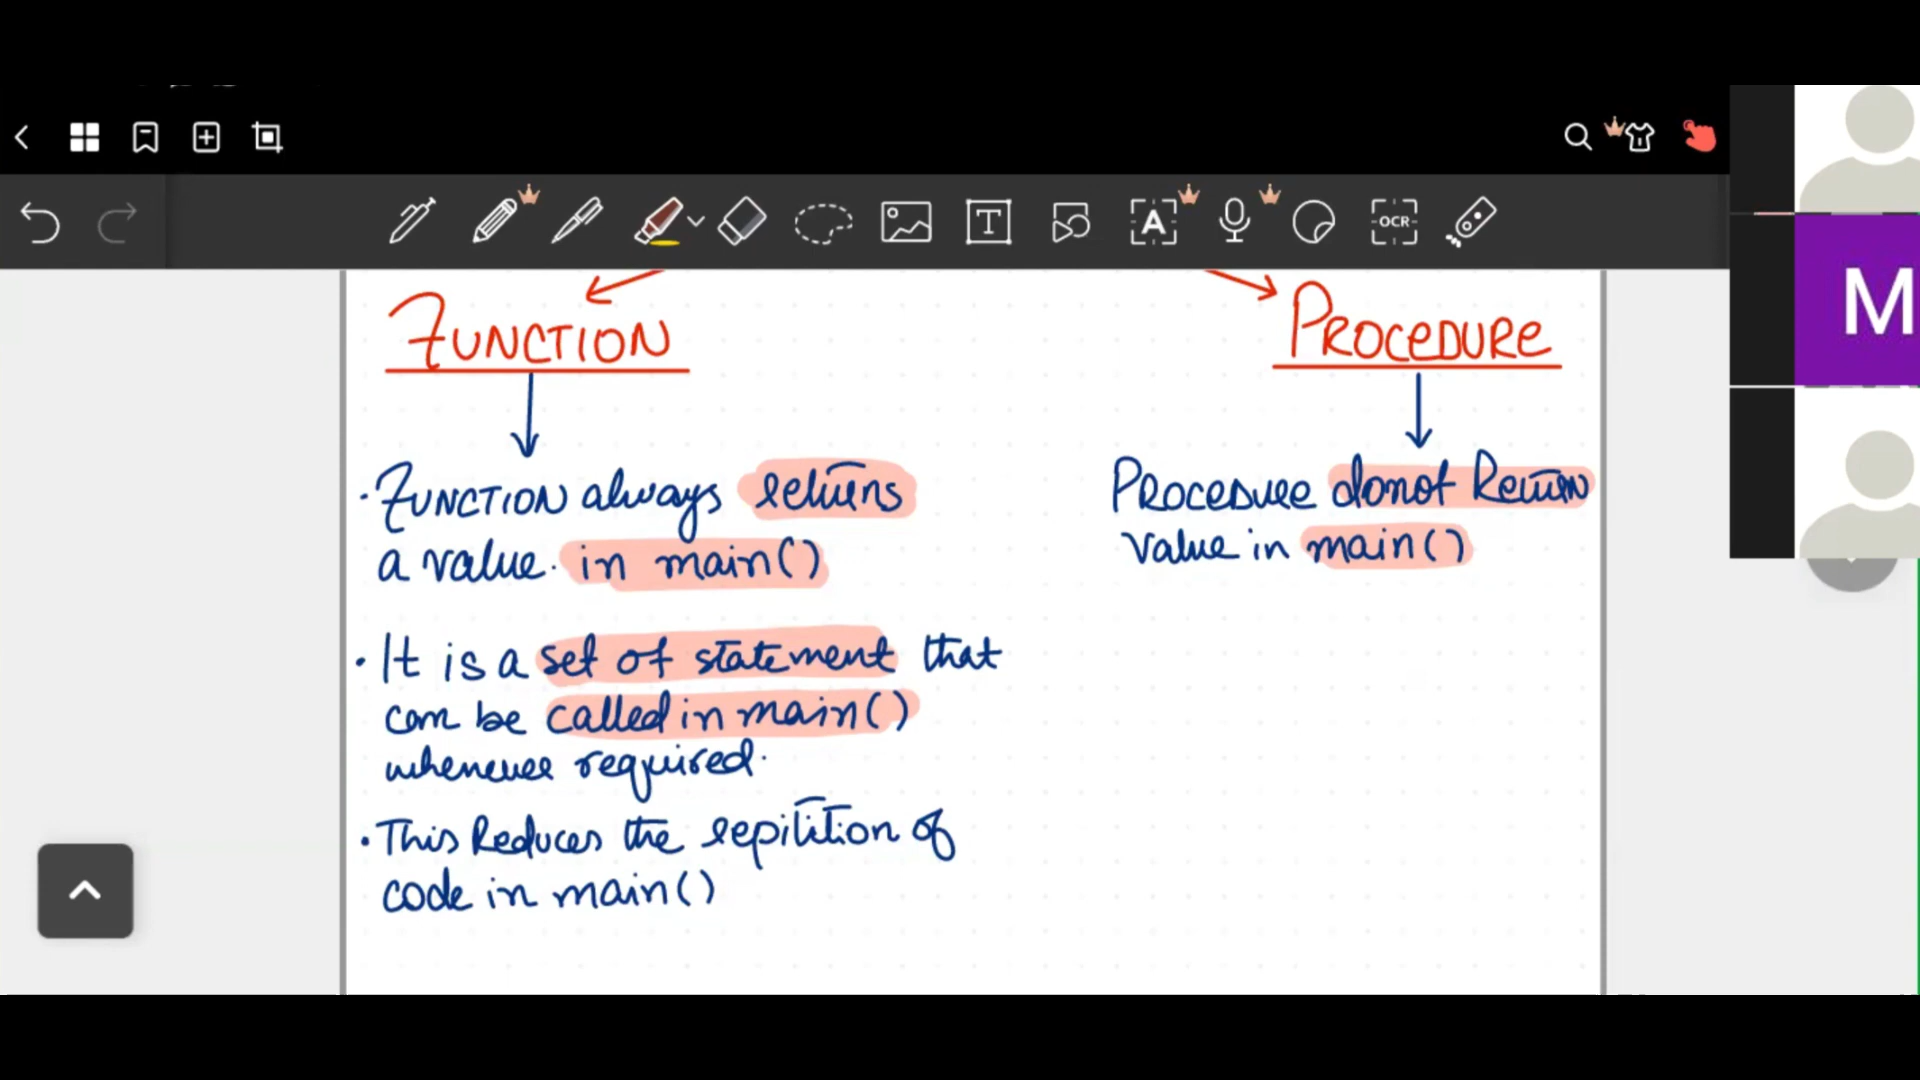 T
A
OCR
M
FUNCTION
PROCEDURE
· FUNCTION always returns
a value. in main()
Procedure donot Return
value in main()
· It is a set of statement that
can be called in main()
whenever required.
· This Reduces the repitition of
code in main()